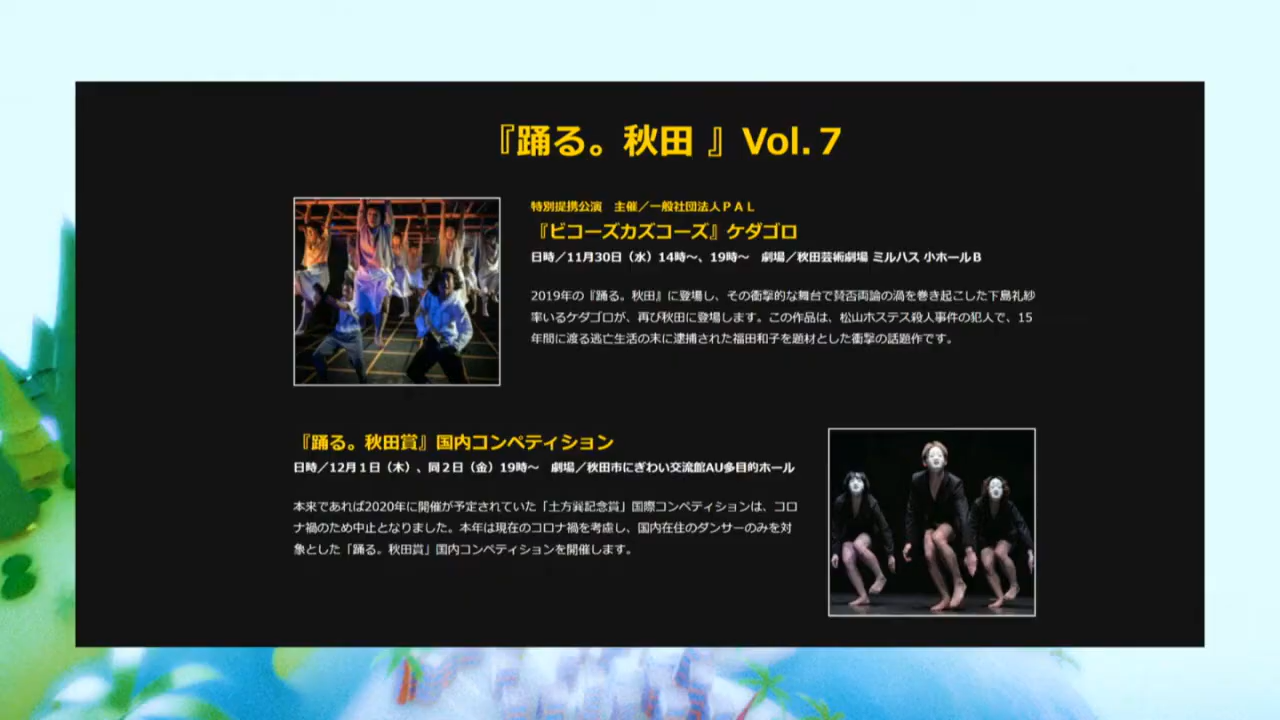 『踊る。秋田 』Vol.７
特別提携公演　主催／一般社団法人ＰＡＬ
『ビコーズカズコーズ』ケダゴロ
日時／11月30日（水）14時～、19時～　劇場／秋田芸術劇場 ミルハス 小ホールＢ
2019年の『踊る。秋田』に登場し、その衝撃的な舞台で賛否両論の渦を巻き起こした下島礼紗
率いるケダゴロが、再び秋田に登場します。この作品は、松山ホステス殺人事件の犯人で、15
年間に渡る逃亡生活の末に逮捕された福田和子を題材とした衝撃の話題作です。
『踊る。秋田賞』国内コンペティション
日時／12月１日（木）、同２日（金）19時～　劇場／秋田市にぎわい交流館AU多目的ホール
本来であれば2020年に開催が予定されていた「土方巽記念賞」国際コンペティションは、コロ
ナ禍のため中止となりました。本年は現在のコロナ禍を考慮し、国内在住のダンサーのみを対
象とした「踊る。秋田賞」国内コンペティションを開催します。